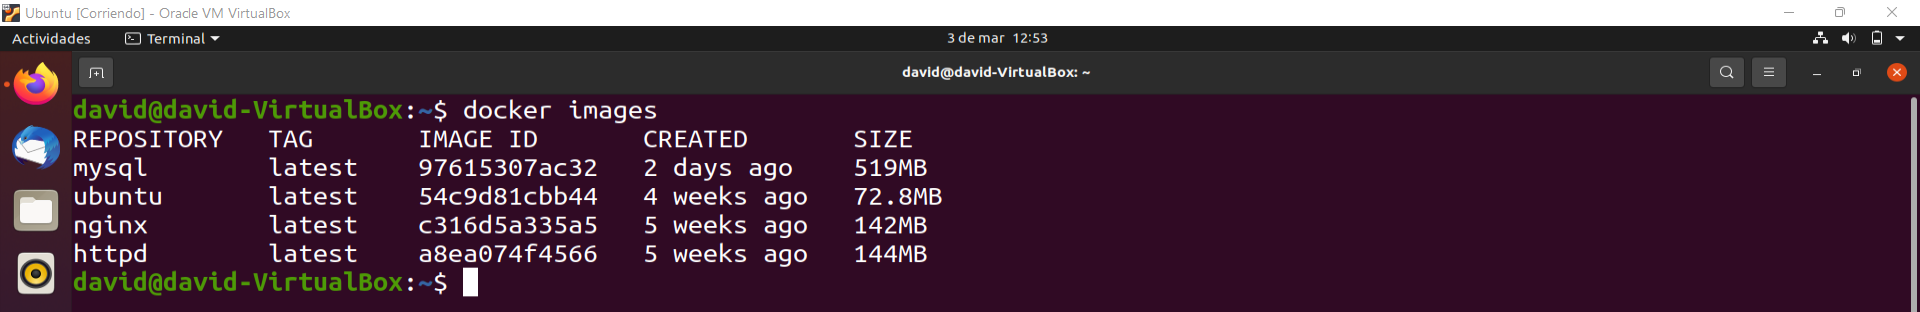 Ubuntu [Corriendo] - Oracle VM VirtualBox
Actividades Terminal 3 de mar 12:53
david@david-VirtualBox: ~
david@david-VirtualBox:~$ docker images
REPOSITORY TAG IMAGE ID CREATED SIZE
mysql latest 97615307ac32 2 days ago 519MB
ubuntu latest 54c9d81cbb44 4 weeks ago 72.8MB
nginx latest c316d5a335a5 5 weeks ago 142MB
httpd latest a8ea074f4566 5 weeks ago 144MB
david@david-VirtualBox:~$